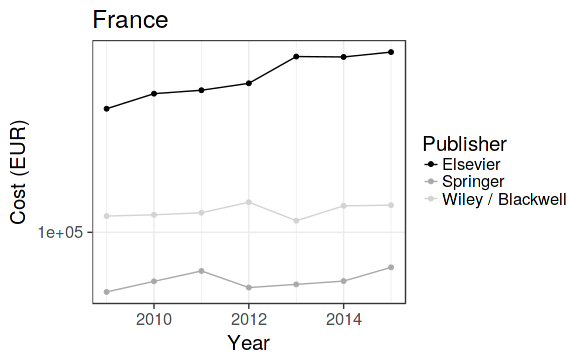 France
Cost (EUR)
1e+05
2010
2012
2014
Year
Publisher
Elsevier
Springer
Wiley / Blackwell